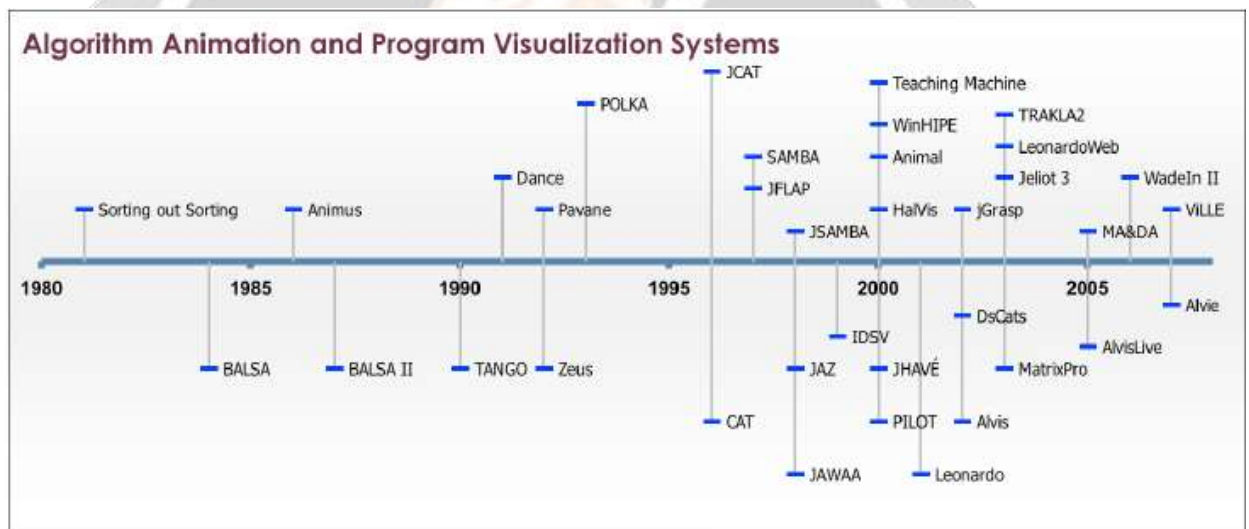 Algorithm Animation and Program Visualization Systems
JCAT
Teaching Machine
POLKA
TRAKLA2
WinHIPE
LeonardoWeb
SAMBA
Animal
Dance
Jeliot 3
WadeIn II
JFLAP
Sorting out Sorting
Animus
Pavane
HalVis
jGrasp
ViLLE
JSAMBA
MA&DA
1980
1985
1990
1995
2000
2005
Alvie
DsCats
IDSV
AlvisLive
BALSA
BALSA II
TANGO
Zeus
JAZ
JHAVÉ
MatrixPro
CAT
PILOT
Alvis
JAWAA
Leonardo